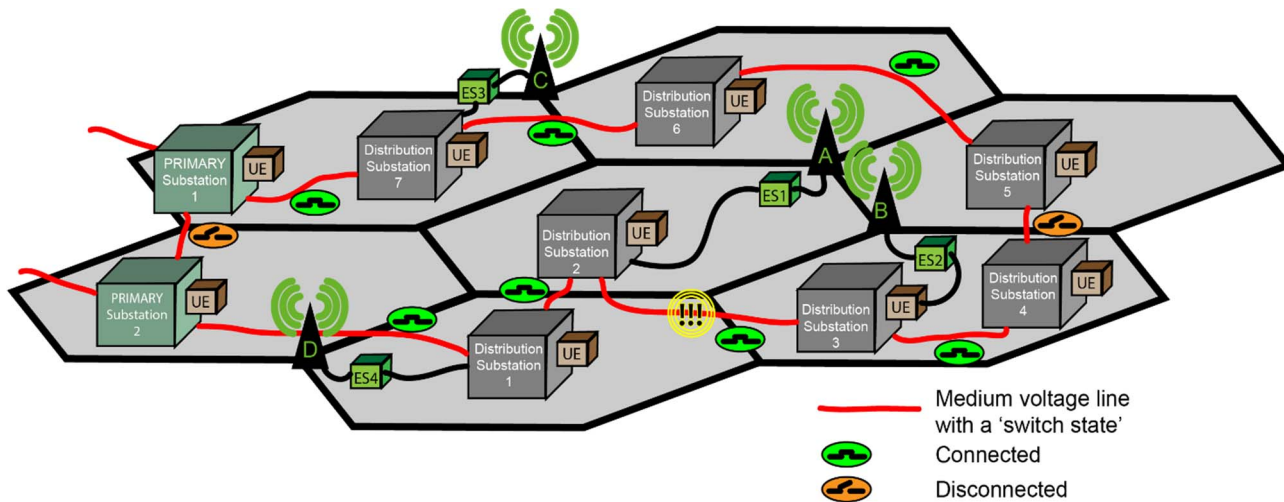 C
ES3
UE
Distribution
Substation
6
A
PRIMARY
Substation
1
UE
Distribution
Substation
7
UE
B
Distribution
Substation
5
UE
ES1
Distribution
Substation
2
UE
ES2
PRIMARY
Substation
2
UE
D
Distribution
Substation
3
UE
Distribution
Substation
4
UE
!!!
Distribution
Substation
1
UE
ES4
Medium voltage line
with a ‘switch state’
Connected
Disconnected